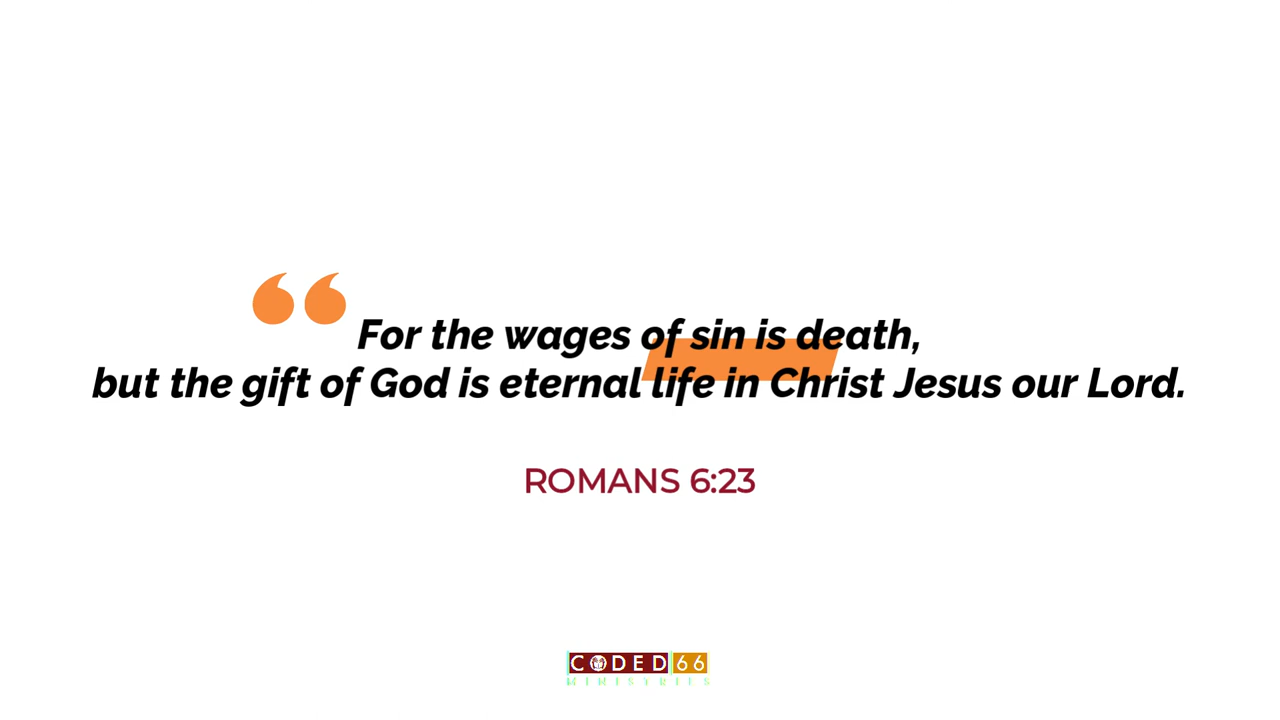 “ For the wages of sin is death,
but the gift of God is eternal life in Christ Jesus our Lord.
ROMANS 6:23
CODED 66
MINISTRIES